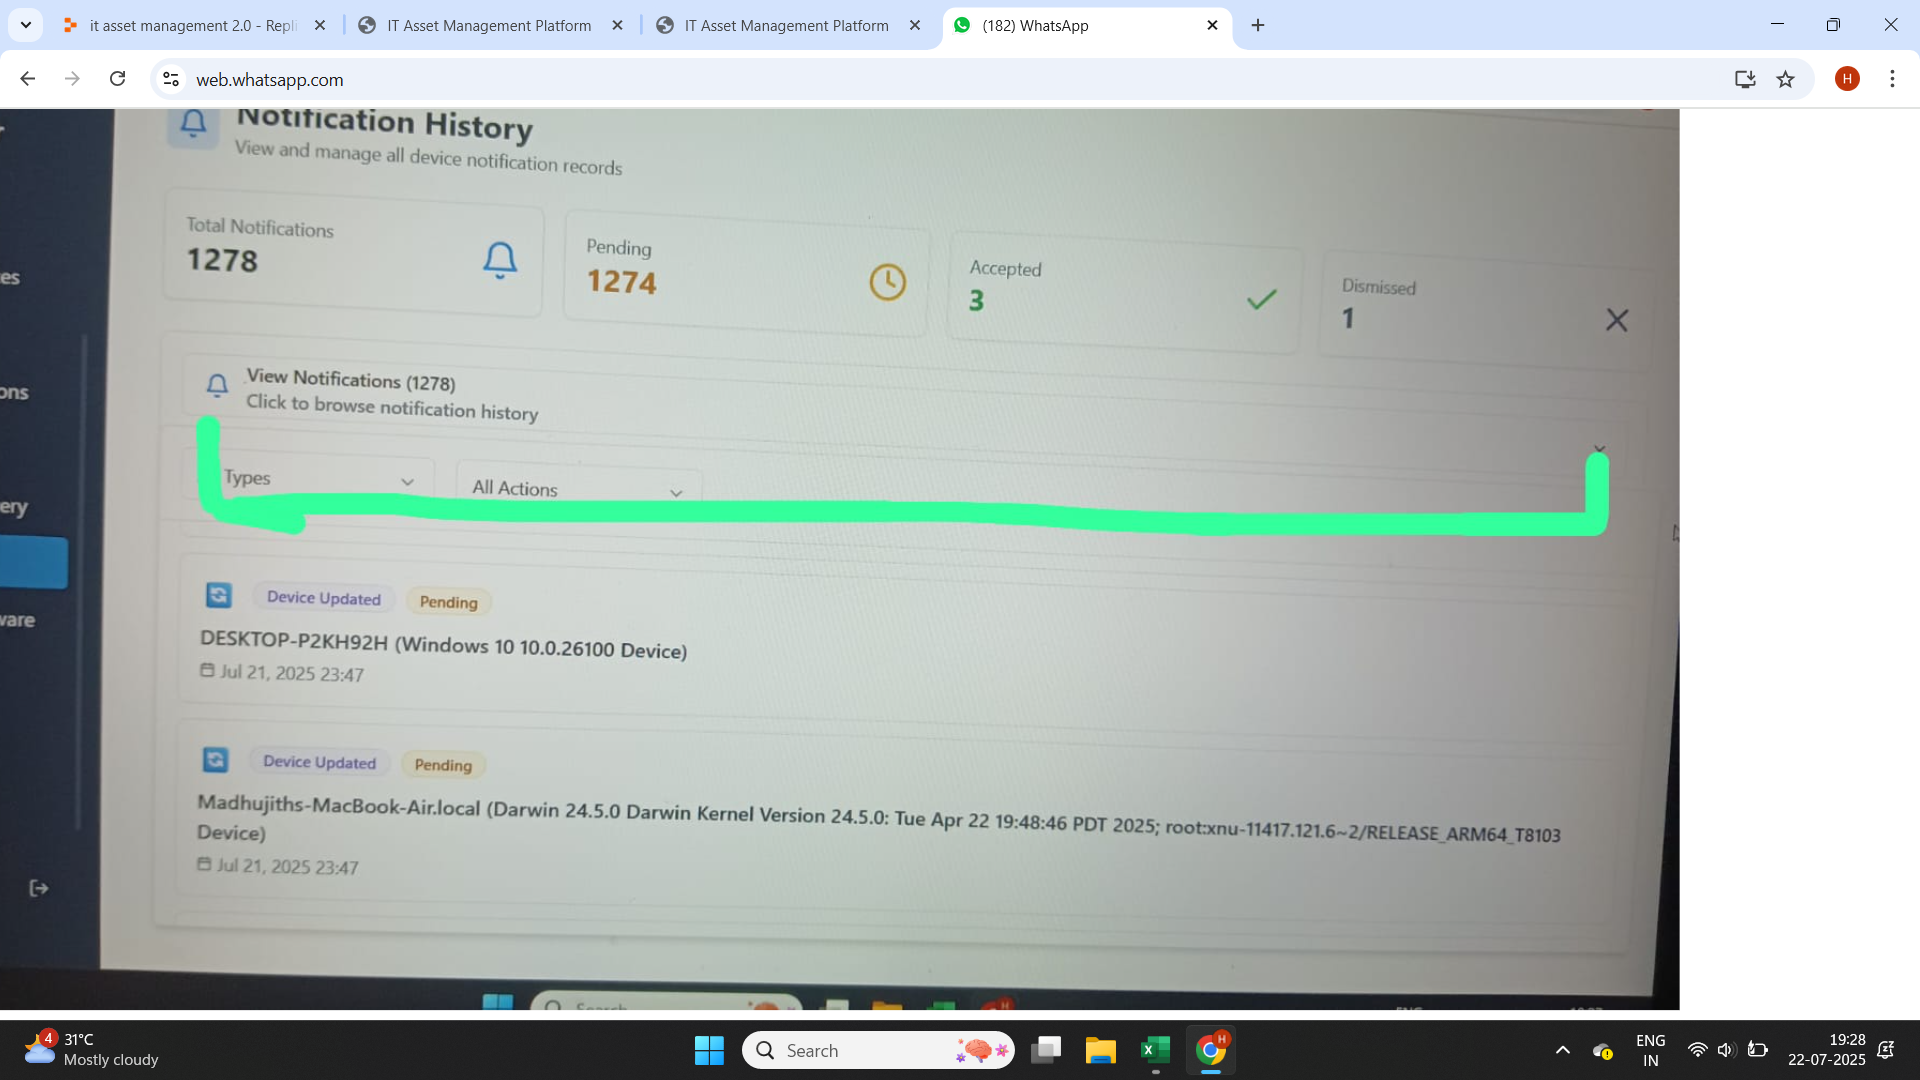 it asset management 2.0 - Repli
IT Asset Management Platform
IT Asset Management Platform
(182) WhatsApp
web.whatsapp.com
H
Notification History
View and manage all device notification records
Total Notifications
1278
Pending
1274
Accepted
3
Dismissed
1
View Notifications (1278)
Click to browse notification history
Types
All Actions
es
ons
ery
ware
Device Updated
Pending
DESKTOP-P2KH92H (Windows 10 10.0.26100 Device)
Jul 21, 2025 23:47
Device Updated
Pending
Madhujiths-MacBook-Air.local (Darwin 24.5.0 Darwin Kernel Version 24.5.0: Tue Apr 22 19:48:46 PDT 2025; root:xnu-11417.121.6~2/RELEASE_ARM64_T8103
Device)
Jul 21, 2025 23:47
Search
H
4
31°C
Mostly cloudy
Search
H
ENG
IN
19:28
22-07-2025